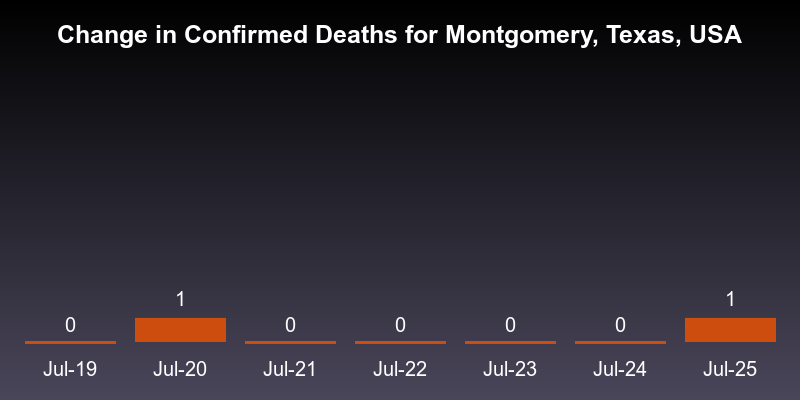 Change in Confirmed Deaths for Montgomery, Texas, USA
0 1 0 0 0 0 1
Jul-19 Jul-20 Jul-21 Jul-22 Jul-23 Jul-24 Jul-25